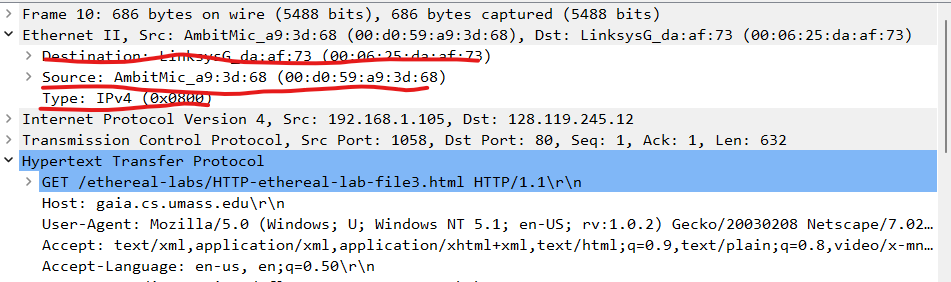 Frame 10: 686 bytes on wire (5488 bits), 686 bytes captured (5488 bits)
Ethernet II, Src: AmbitMic_a9:3d:68 (00:d0:59:a9:3d:68), Dst: LinksysG_da:af:73 (00:06:25:da:af:73)
Destination: LinksysG_da:af:73 (00:06:25:da:af:73)
Source: AmbitMic_a9:3d:68 (00:d0:59:a9:3d:68)
Type: IPv4 (0x0800)
Internet Protocol Version 4, Src: 192.168.1.105, Dst: 128.119.245.12
Transmission Control Protocol, Src Port: 1058, Dst Port: 80, Seq: 1, Ack: 1, Len: 632
Hypertext Transfer Protocol
GET /ethereal-labs/HTTP-ethereal-lab-file3.html HTTP/1.1\r\n
Host: gaia.cs.umass.edu\r\n
User-Agent: Mozilla/5.0 (Windows; U; Windows NT 5.1; en-US; rv:1.0.2) Gecko/20030208 Netscape/7.02…
Accept: text/xml,application/xml,application/xhtml+xml,text/html;q=0.9,text/plain;q=0.8,video/x-mn…
Accept-Language: en-us, en;q=0.50\r\n